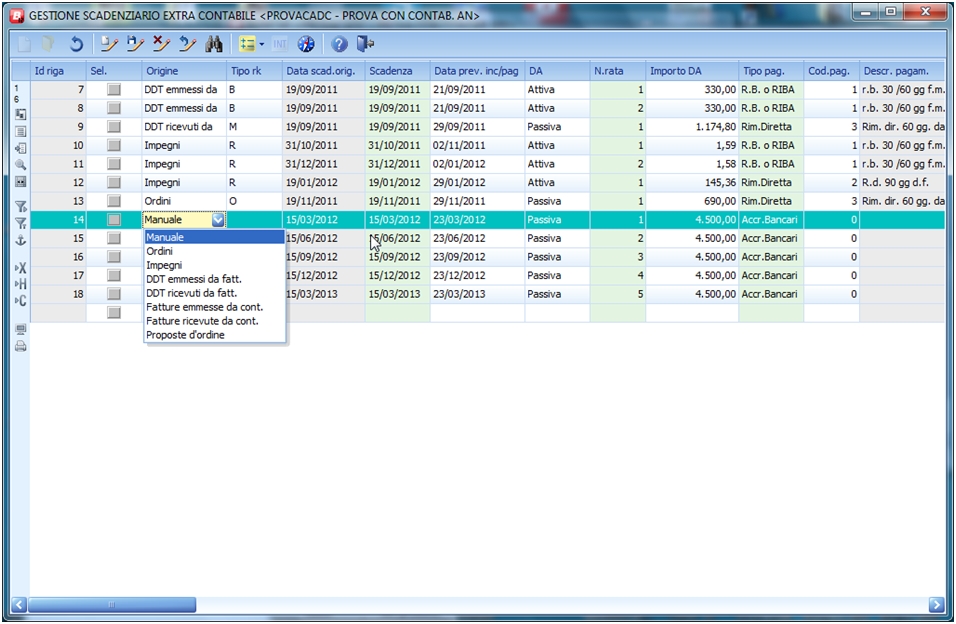 GESTIONE SCADENZIARIO EXTRA CONTABILE <PROVACADC - PROVA CON CONTAB. AN>
Id riga Sel. Origine Tipo rk Data scad.orig. Scadenza Data prev. inc/pag DA N.rata Importo DA Tipo pag. Cod.pag. Descr. pagam.
7 DDT emmessi da B 19/09/2011 19/09/2011 21/09/2011 Attiva 1 330,00 R.B. o RIBA 1 r.b. 30 /60 gg f.m.
8 DDT emmessi da B 19/09/2011 19/09/2011 21/09/2011 Attiva 2 330,00 R.B. o RIBA 1 r.b. 30 /60 gg f.m.
9 DDT ricevuti da M 19/09/2011 19/09/2011 29/09/2011 Passiva 1 1.174,80 Rim.Diretta 3 Rim. dir. 60 gg. da
10 Impegni R 31/10/2011 31/10/2011 02/11/2011 Attiva 1 1,59 R.B. o RIBA 1 r.b. 30 /60 gg f.m.
11 Impegni R 31/12/2011 31/12/2011 02/01/2012 Attiva 2 1,58 R.B. o RIBA 1 r.b. 30 /60 gg f.m.
12 Impegni R 19/01/2012 19/01/2012 29/01/2012 Attiva 1 145,36 Rim.Diretta 2 R.d. 90 gg d.f.
13 Ordini O 19/11/2011 19/11/2011 29/11/2011 Passiva 1 690,00 Rim.Diretta 3 Rim. dir. 60 gg. da
14 Manuale 15/03/2012 15/03/2012 23/03/2012 Passiva 1 4.500,00 Accr.Bancari 0
15 15/06/2012 15/06/2012 23/06/2012 Passiva 2 4.500,00 Accr.Bancari 0
16 15/09/2012 15/09/2012 23/09/2012 Passiva 3 4.500,00 Accr.Bancari 0
17 15/12/2012 15/12/2012 23/12/2012 Passiva 4 4.500,00 Accr.Bancari 0
18 15/03/2013 15/03/2013 23/03/2013 Passiva 5 4.500,00 Accr.Bancari 0
Manuale
Ordini
Impegni
DDT emmessi da fatt.
DDT ricevuti da fatt.
Fatture emmesse da cont.
Fatture ricevute da cont.
Proposte d'ordine